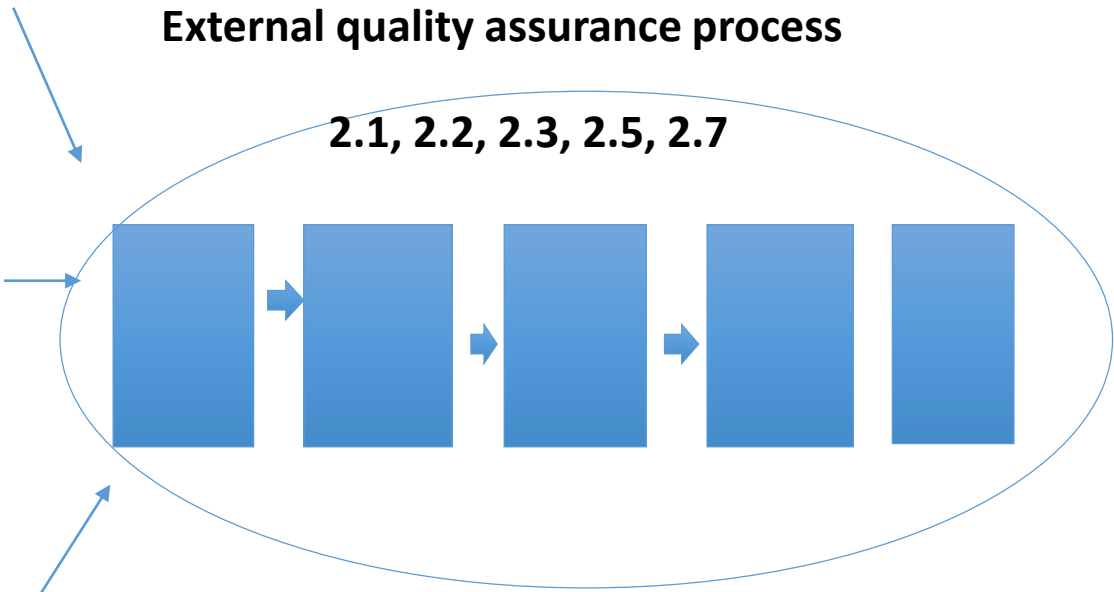 External quality assurance process
2.1, 2.2, 2.3, 2.5, 2.7